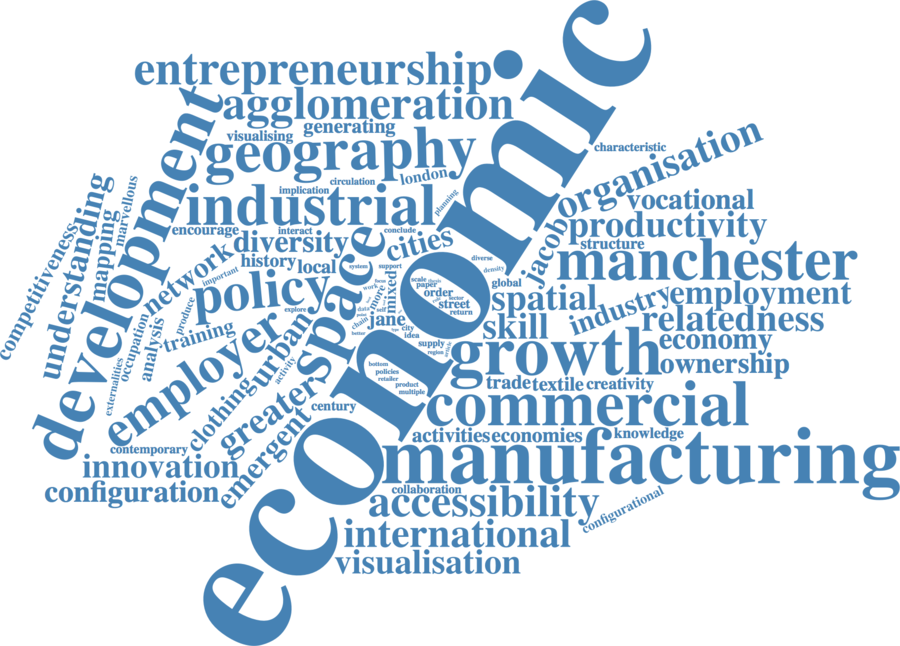 economic
entrepreneurship
agglomeration
visualising
generating
geography
characteristic
organisation
development
implication
circulation
london
planning
industrial
vocational
encourage
interact
conclude
productivity
jacob
structure
understanding
mapping
marvellous
competitiveness
network
diversity
cities
history
local
important
system
support
diverse
density
manchester
policy
space
mixed
more
work
scale
paper
order
sector
street
return
global
spatial
industry
employment
produce
explore
training
analysis
occupation
externalities
urban
jane
chain
city
idea
skill
relatedness
growth
economy
ownership
employer
activity
supply
region
bottom
policies
retailer
product
multiple
trade
textile
creativity
clothing
greater
century
commercial
emergent
contemporary
activities
economies
knowledge
innovation
manufacturing
configuration
collaboration
accessibility
configurational
international
visualisation